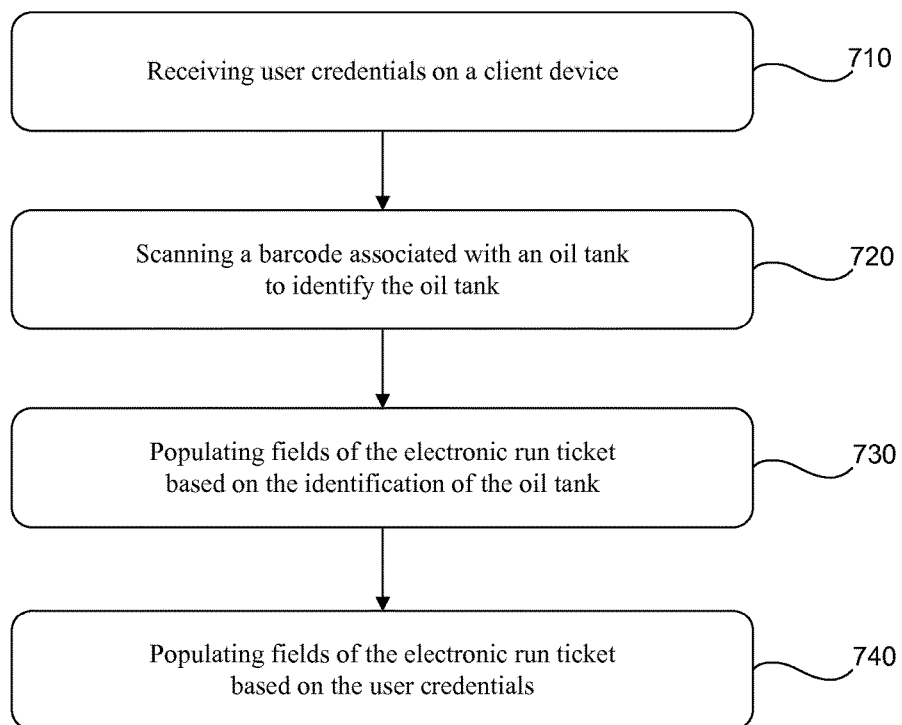 Receiving user credentials on a client device
710
Scanning a barcode associated with an oil tank
to identify the oil tank
720
Populating fields of the electronic run ticket
based on the identification of the oil tank
730
Populating fields of the electronic run ticket
based on the user credentials
740